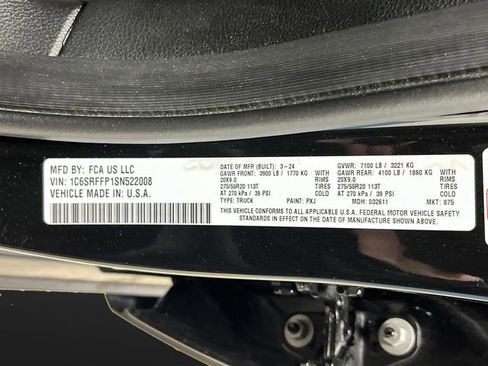 MFD BY: FCA US LLC
VIN: 1C6SRFFP1SN522008
VEHICLE MADE IN U.S.A.
DATE OF MFR (BUILT): 3-24
GVWR: 7100 LB / 3221 KG
GAWR FRONT: 3900 LB / 1770 KG
GAWR REAR: 4100 LB / 1860 KG
20X9.0
TIRES
20X9.0
TIRES
275/55R20 113T
COLD
275/55R20 113T
COLD
AT 270 kPa / 39 PSI
AT 270 kPa / 39 PSI
TYPE: TRUCK
PAINT: PXJ
MDH: 032611
MKT: 875
THIS VEHICLE CONFORMS TO ALL APPLICABLE U.S.A. FEDERAL MOTOR VEHICLE SAFETY
STANDARDS IN EFFECT ON THE DATE OF MANUFACTURE SHOWN ABOVE.